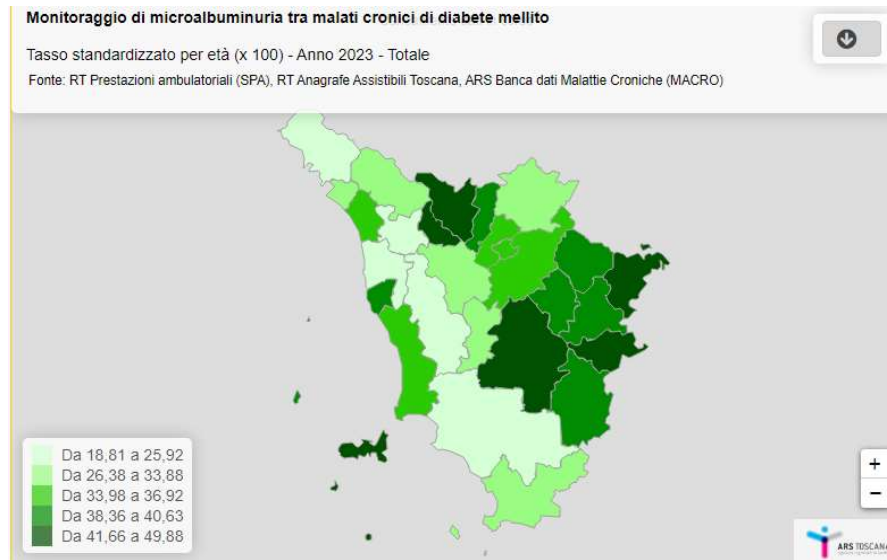 Monitoraggio di microalbuminuria tra malati cronici di diabete mellito
Tasso standardizzato per età (x 100) - Anno 2023 - Totale
Fonte: RT Prestazioni ambulatoriali (SPA), RT Anagrafe Assistibili Toscana, ARS Banca dati Malattie Croniche (MACRO)
Da 18,81 a 25,92
Da 26,38 a 33,88
Da 33,98 a 36,92
Da 38,36 a 40,63
Da 41,66 a 49,88
+
−
ARS TOSCANA